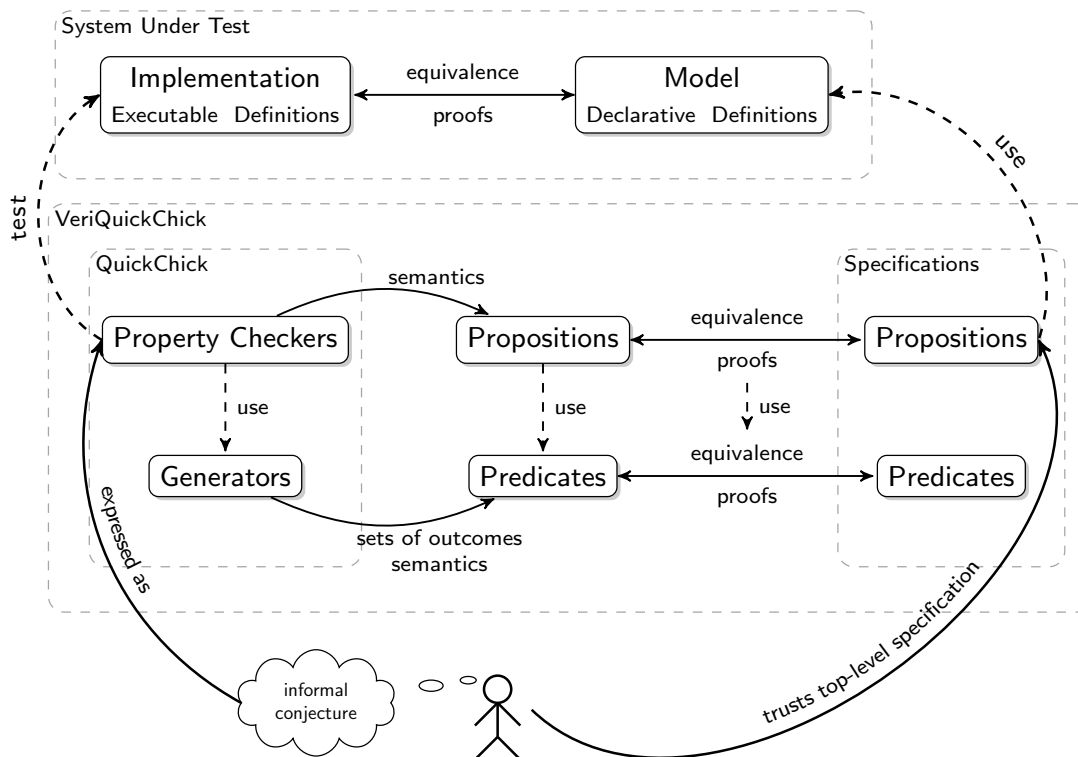 System Under Test
Implementation
Executable Definitions
equivalence
proofs
Model
Declarative Definitions
test
use
VeriQuickChick
QuickChick
semantics
Specifications
Property Checkers
Propositions
equivalence
proofs
Propositions
use
use
use
Generators
Predicates
equivalence
proofs
Predicates
expressed as
sets of outcomes
semantics
trusts top-level specification
informal
conjecture